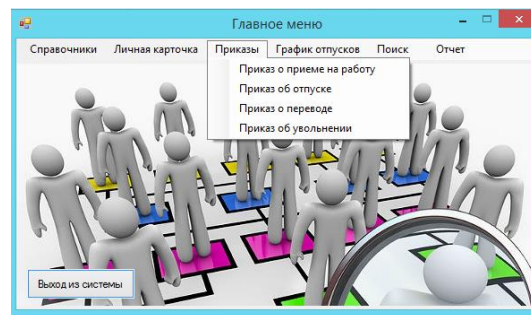 Главное меню
Справочники Личная карточка Приказы График отпусков Поиск Отчет
Приказ о приеме на работу
Приказ об отпуске
Приказ о переводе
Приказ об увольнении
Выход из системы